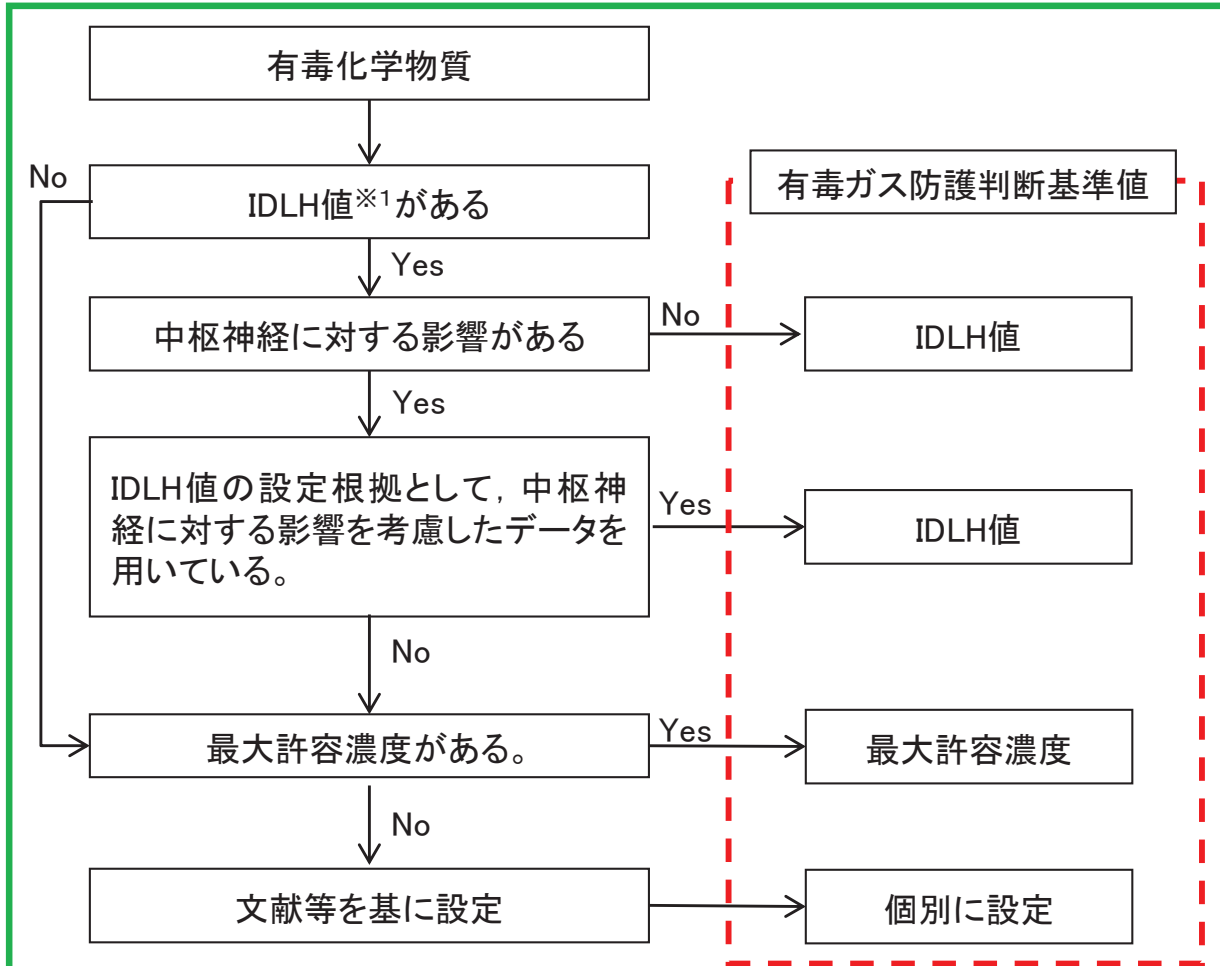 有毒化学物質
No
IDLH値※1がある
有毒ガス防護判断基準値
Yes
中枢神経に対する影響がある
No
IDLH値
Yes
IDLH値の設定根拠として，中枢神
経に対する影響を考慮したデータを
用いている。
Yes
IDLH値
No
最大許容濃度がある。
Yes
最大許容濃度
No
文献等を基に設定
個別に設定